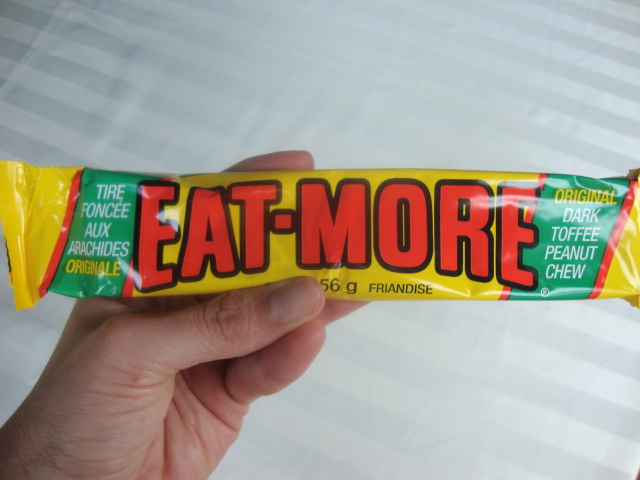 TIRE
FONCÉE
AUX
ARACHIDES
ORIGINALE
EAT-MORE
56 g FRIANDISE
ORIGINAL
DARK
TOFFEE
PEANUT
CHEW
®